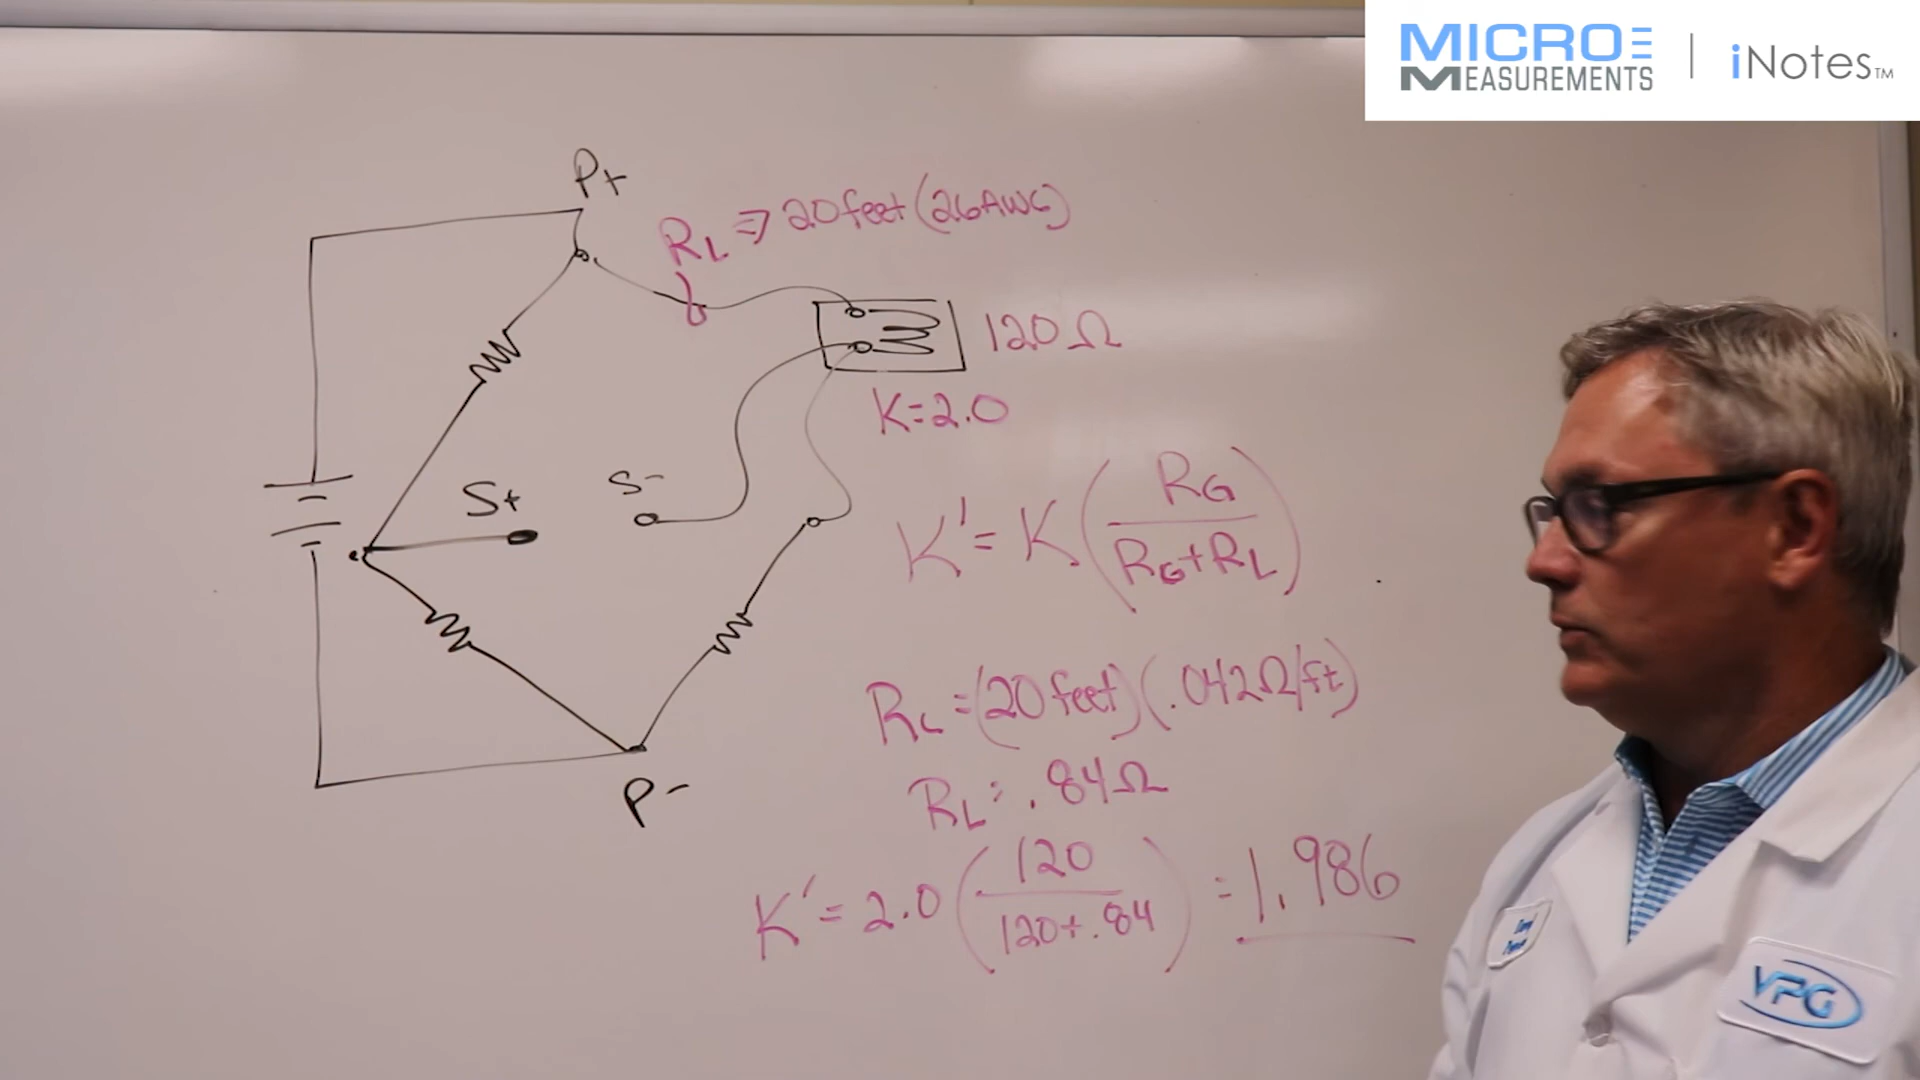 MICRO
MEASUREMENTS
iNotes™
P+
RL => 20 feet (26AWG)
120Ω
K=2.0
S+
S-
K' = K (RG / RG+RL)
RL = (20 feet)(.042Ω/ft)
RL = .84Ω
P-
K' = 2.0 (120 / 120+.84) = 1.986
VPG